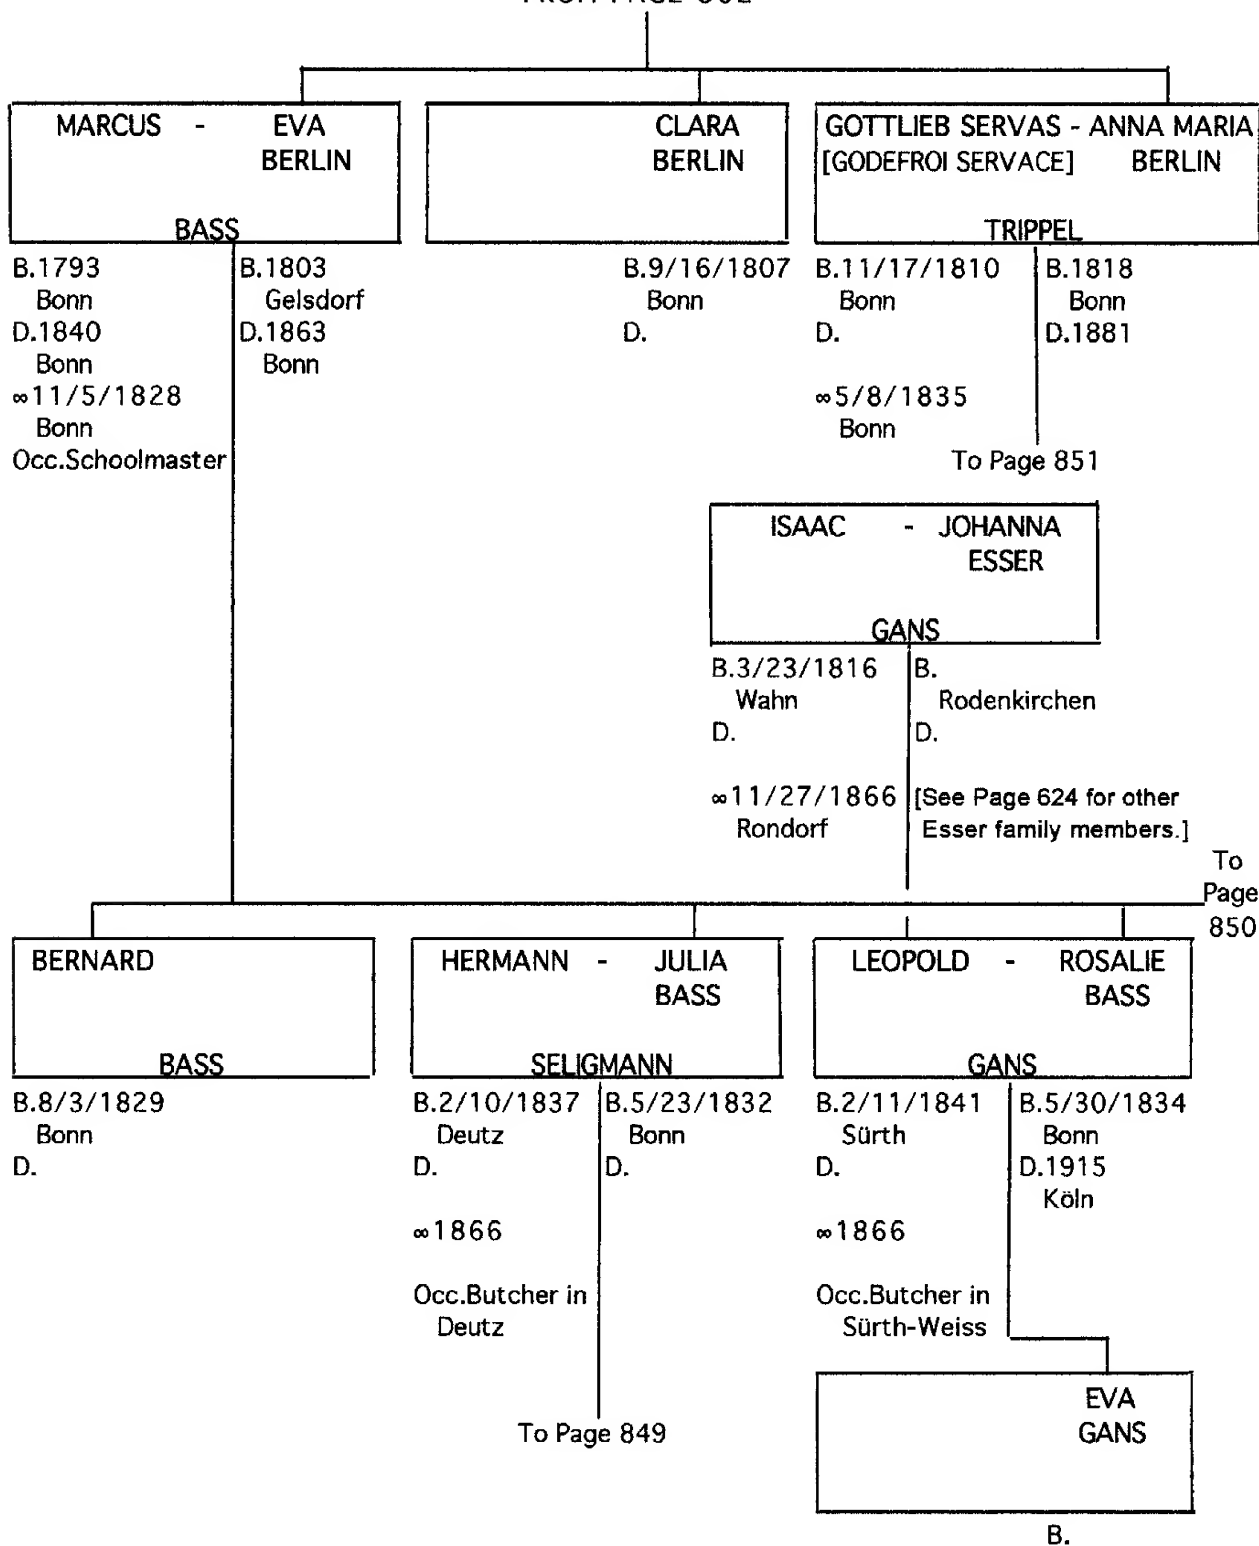 MARCUS - EVA
BERLIN
BASS
B.1793
Bonn
D.1840
Bonn
∞11/5/1828
Bonn
Occ.Schoolmaster
B.1803
Gelsdorf
D.1863
Bonn
CLARA
BERLIN
B.9/16/1807
Bonn
D.
GOTTLIEB SERVAS - ANNA MARIA
[GODEFROI SERVACE] BERLIN
TRIPPEL
B.11/17/1810
Bonn
D.
∞5/8/1835
Bonn
B.1818
Bonn
D.1881
To Page 851
ISAAC - JOHANNA
ESSER
GANS
B.3/23/1816
Wahn
D.
∞11/27/1866
Rondorf
B.
Rodenkirchen
D.
[See Page 624 for other
Esser family members.]
To
Page
850
BERNARD
BASS
B.8/3/1829
Bonn
D.
HERMANN - JULIA
BASS
SELIGMANN
B.2/10/1837
Deutz
D.
∞1866
Occ.Butcher in
Deutz
B.5/23/1832
Bonn
D.
To Page 849
LEOPOLD - ROSALIE
BASS
GANS
B.2/11/1841
Sürth
D.
∞1866
Occ.Butcher in
Sürth-Weiss
B.5/30/1834
Bonn
D.1915
Köln
EVA
GANS
B.